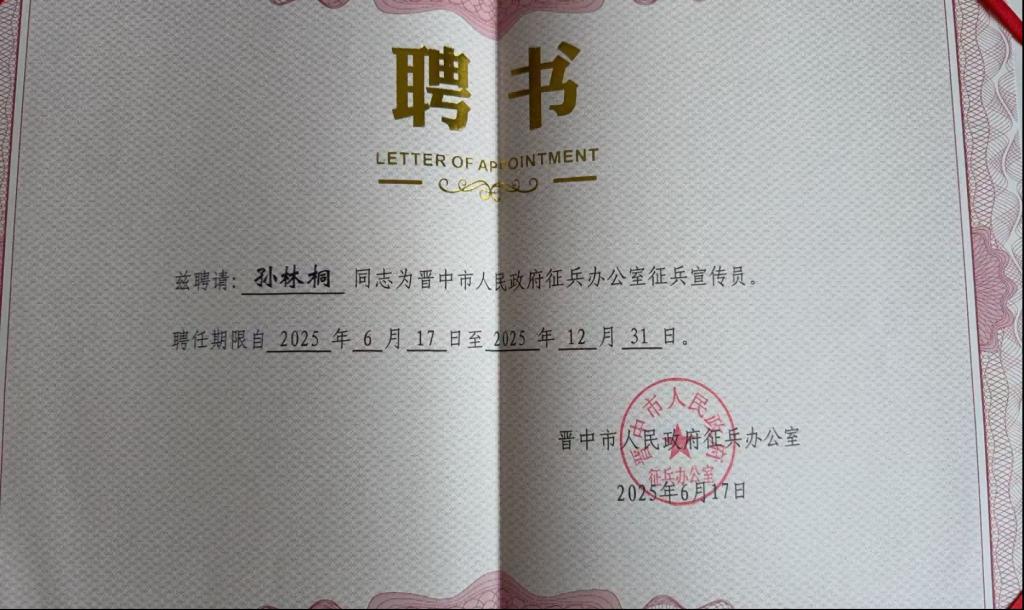 聘书
LETTER OF APPOINTMENT
兹聘请：孙林桐 同志为晋中市人民政府征兵办公室征兵宣传员。
聘任期限自 2025 年 6 月 17 日至 2025 年 12 月 31 日。
晋中市人民政府征兵办公室
2025年6月17日
晋中市人民政府
征兵办公室